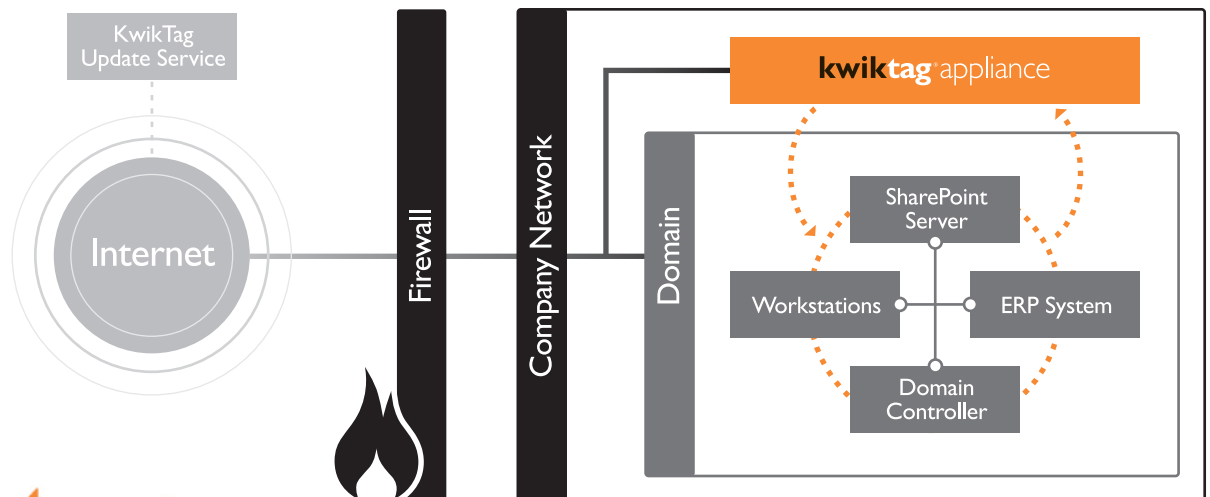 KwikTag
Update Service
Internet
Firewall
Company Network
kwiktag® appliance
Domain
SharePoint
Server
Workstations
ERP System
Domain
Controller